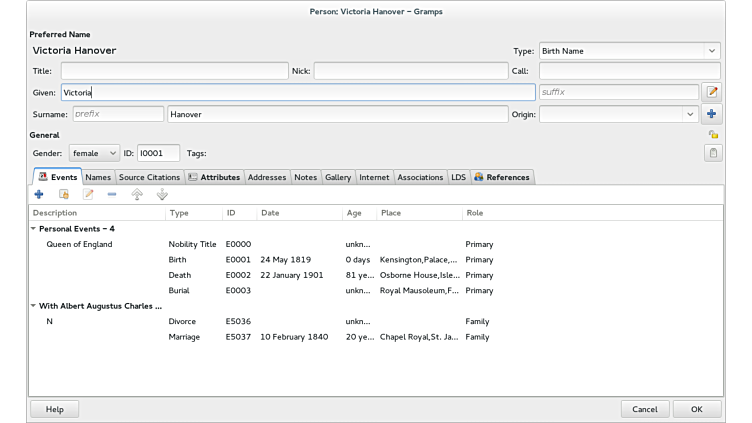 Person: Victoria Hanover - Gramps
Preferred Name
Victoria Hanover
Type: Birth Name
Title: Nick: Call:
Given: Victoria suffix
Surname: prefix Hanover Origin:
General
Gender: female ID: I0001 Tags:
Events Names Source Citations Attributes Addresses Notes Gallery Internet Associations LDS References
Description Type ID Date Age Place Role
Personal Events – 4
Queen of England Nobility Title E0000 unkn... Primary
Birth E0001 24 May 1819 0 days Kensington,Palace,... Primary
Death E0002 22 January 1901 81 ye... Osborne House,Isle... Primary
Burial E0003 unkn... Royal Mausoleum,F... Primary
With Albert Augustus Charles ...
N Divorce E5036 unkn... Family
Marriage E5037 10 February 1840 20 ye... Chapel Royal,St. Ja... Family
Help Cancel OK